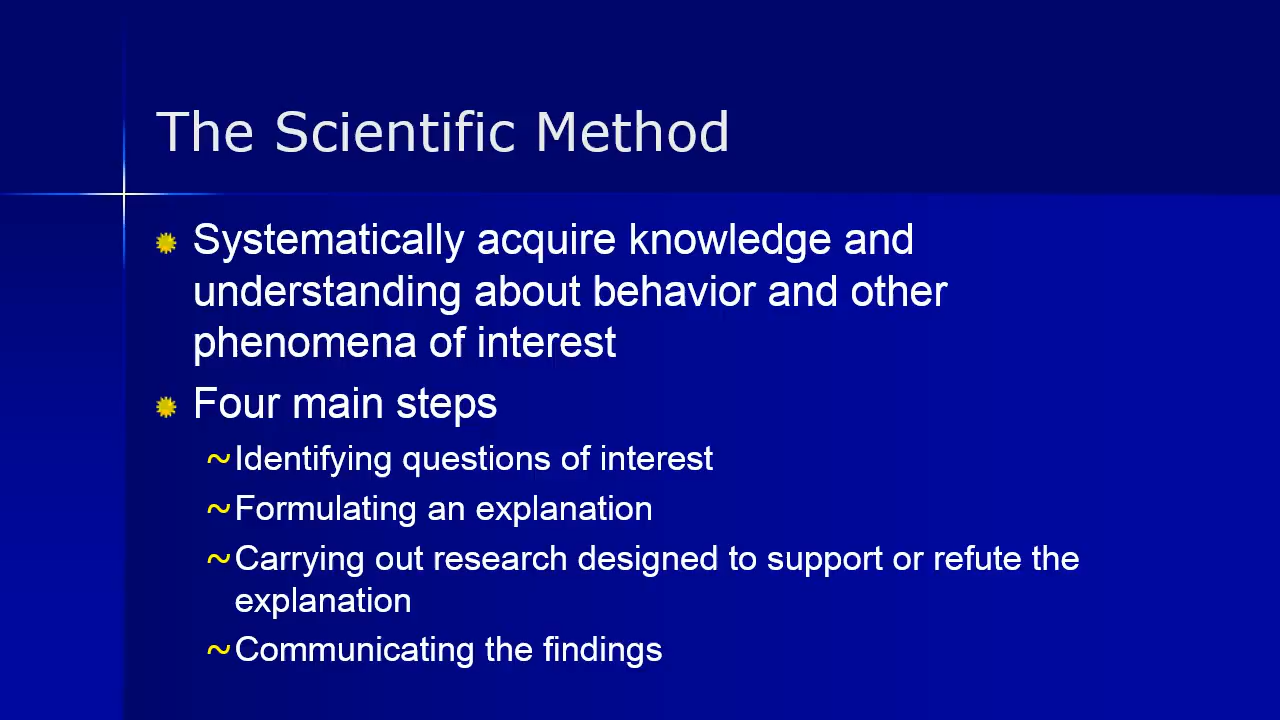 The Scientific Method
Systematically acquire knowledge and
understanding about behavior and other
phenomena of interest
Four main steps
~Identifying questions of interest
~Formulating an explanation
~Carrying out research designed to support or refute the
explanation
~Communicating the findings